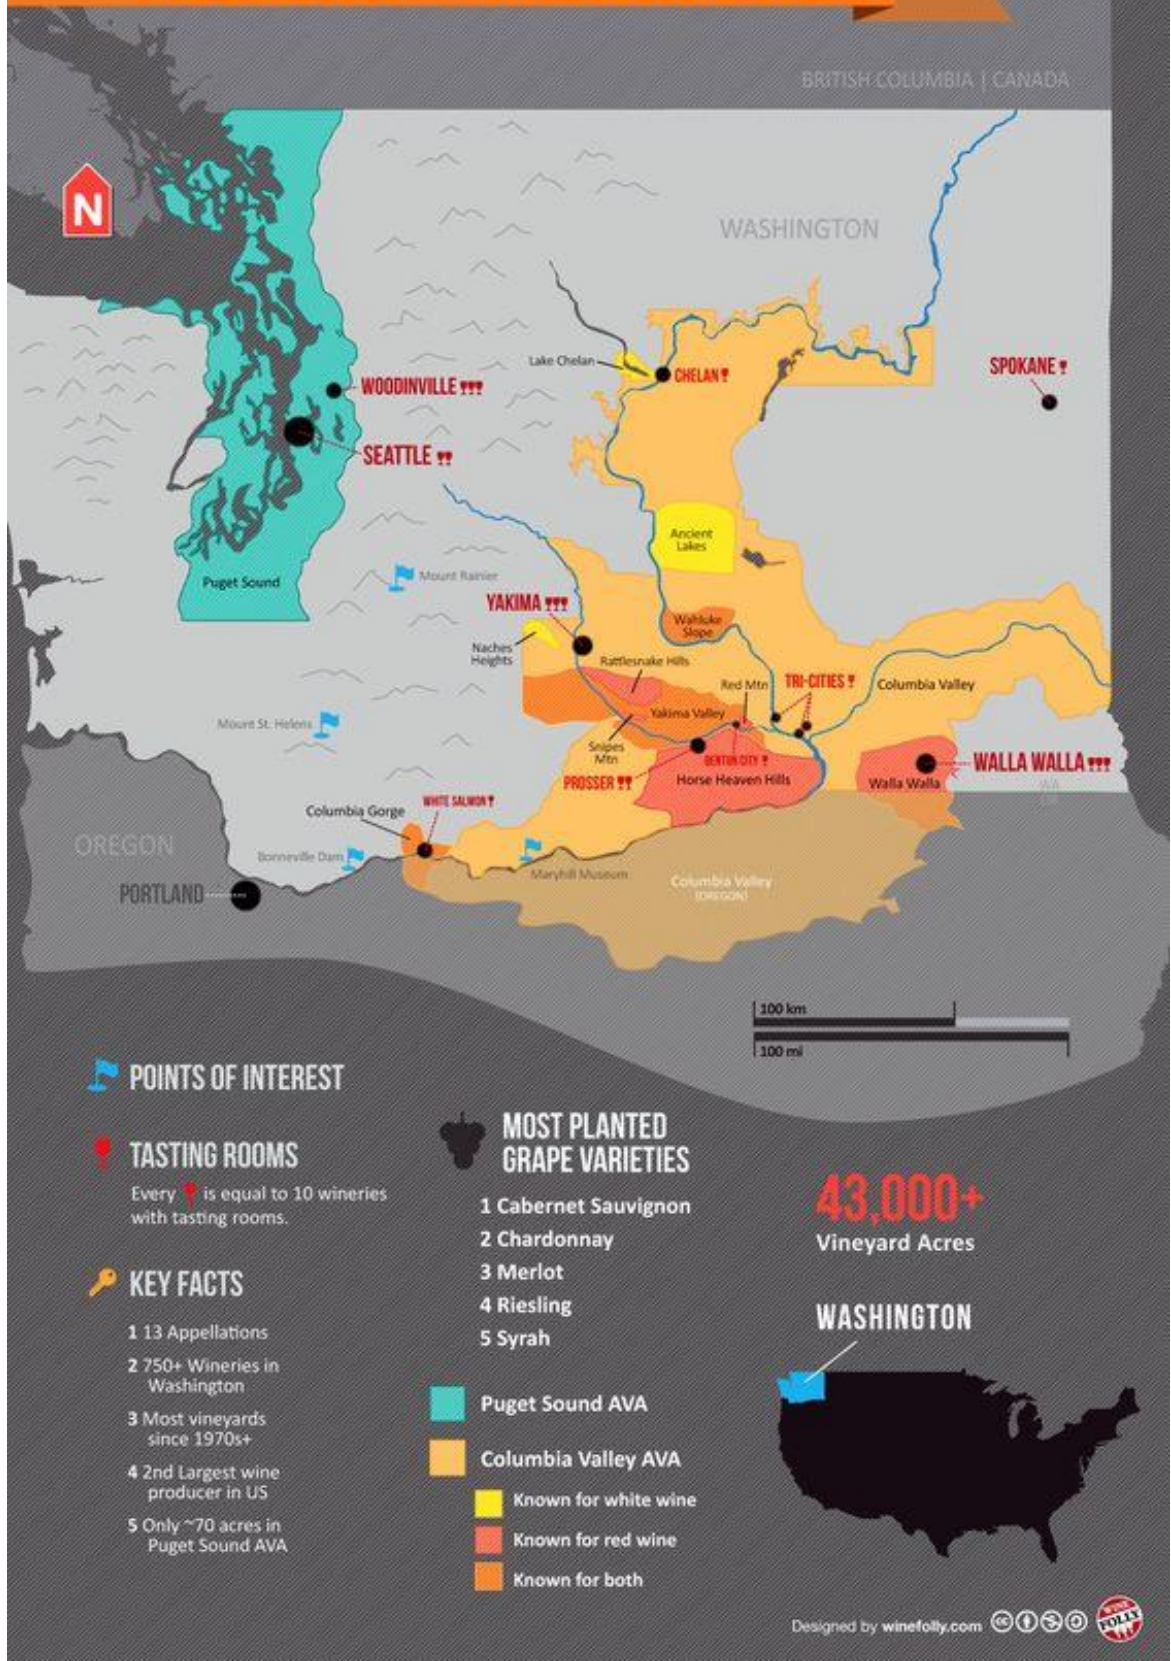 BRITISH COLUMBIA | CANADA
N
WASHINGTON
Lake Chelan
CHELAN
SPOKANE
WOODINVILLE
SEATTLE
Ancient
Lakes
Puget Sound
Mount Rainier
YAKIMA
Wahluke
Slope
Naches
Heights
Rattlesnake Hills
Red Mtn
TRI-CITIES
Columbia Valley
Mount St. Helens
Yakima Valley
Snipes
Mtn
BENTON CITY
PROSSER
Horse Heaven Hills
WALLA WALLA
Walla Walla
WA
Columbia Gorge
WHITE SALMON
OREGON
Bonneville Dam
Maryhill Museum
Columbia Valley
(OREGON)
PORTLAND
100 km
100 mi
POINTS OF INTEREST
TASTING ROOMS
Every is equal to 10 wineries
with tasting rooms.
KEY FACTS
1 13 Appellations
2 750+ Wineries in
Washington
3 Most vineyards
since 1970s+
4 2nd Largest wine
producer in US
5 Only ~70 acres in
Puget Sound AVA
MOST PLANTED
GRAPE VARIETIES
1 Cabernet Sauvignon
2 Chardonnay
3 Merlot
4 Riesling
5 Syrah
Puget Sound AVA
Columbia Valley AVA
Known for white wine
Known for red wine
Known for both
43,000+
Vineyard Acres
WASHINGTON
Designed by winefolly.com
cc
WINE
FOLLY